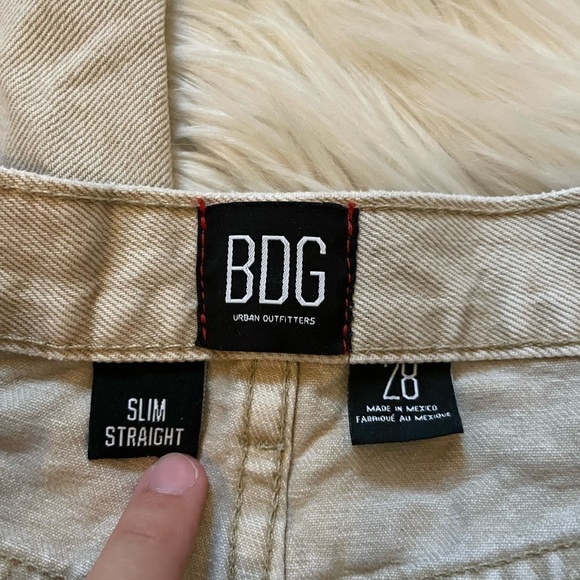 BDG
URBAN OUTFITTERS
SLIM
STRAIGHT
28
MADE IN MEXICO
FABRIQUÉ AU MEXIQUE